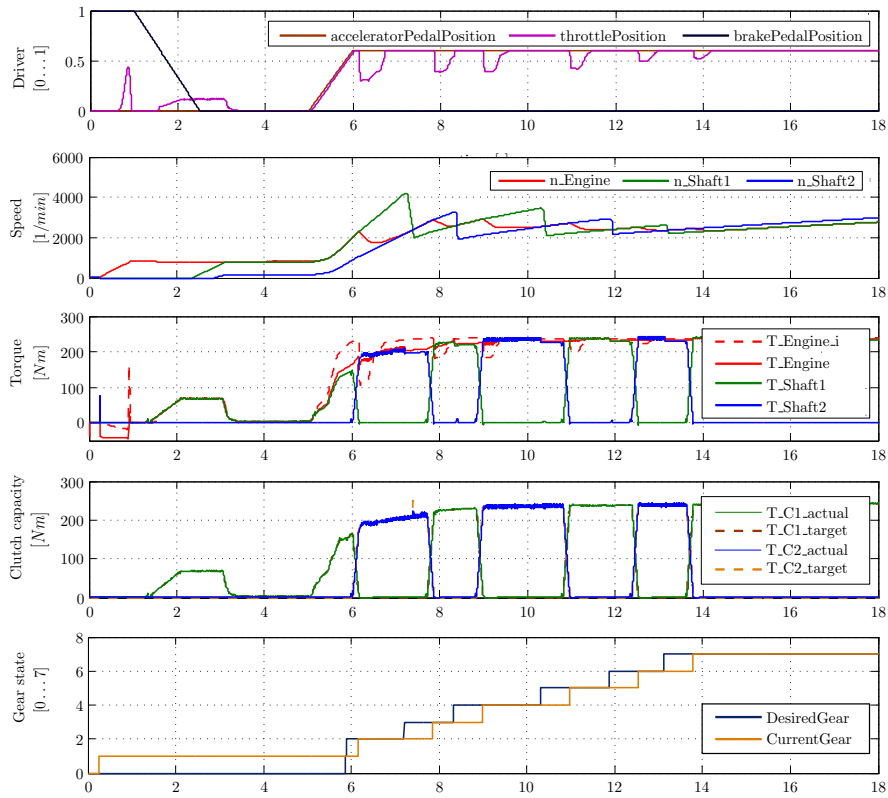 Driver
[0...1]
1
0.5
0
accelerator­PedalPosition throttlePosition brakePedalPosition
0 2 4 6 8 10 12 14 16 18
Speed
[1/min]
6000
4000
2000
0
n_Engine n_Shaft1 n_Shaft2
0 2 4 6 8 10 12 14 16 18
Torque
[Nm]
300
200
100
0
T_Engine_i
T_Engine
T_Shaft1
T_Shaft2
0 2 4 6 8 10 12 14 16 18
Clutch capacity
[Nm]
300
200
100
0
T_C1_actual
T_C1_target
T_C2_actual
T_C2_target
0 2 4 6 8 10 12 14 16 18
Gear state
[0...7]
8
6
4
2
0
DesiredGear
CurrentGear
0 2 4 6 8 10 12 14 16 18